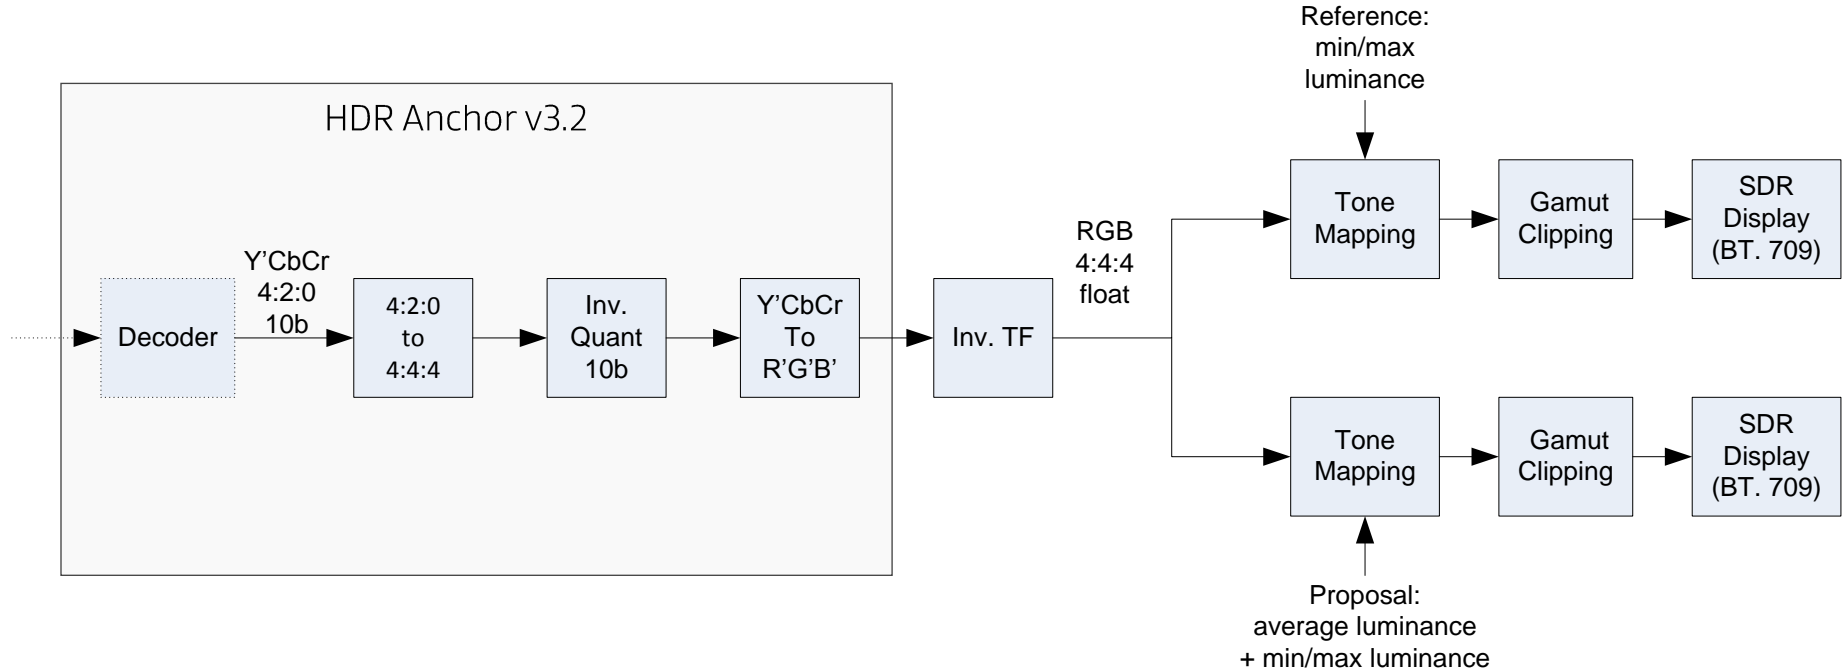 Reference:
min/max
luminance
HDR Anchor v3.2
Decoder
Y'CbCr
4:2:0
10b
4:2:0
to
4:4:4
Inv.
Quant
10b
Y'CbCr
To
R'G'B'
Inv. TF
RGB
4:4:4
float
Tone
Mapping
Gamut
Clipping
SDR
Display
(BT. 709)
Tone
Mapping
Gamut
Clipping
SDR
Display
(BT. 709)
Proposal:
average luminance
+ min/max luminance